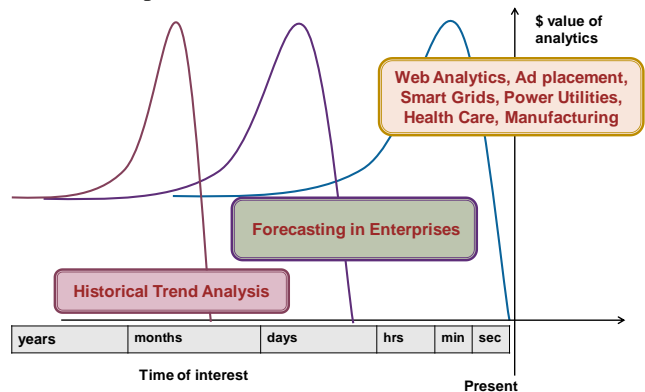 $ value of
analytics
Web Analytics, Ad placement,
Smart Grids, Power Utilities,
Health Care, Manufacturing
Forecasting in Enterprises
Historical Trend Analysis
years months days hrs min sec
Time of interest
Present